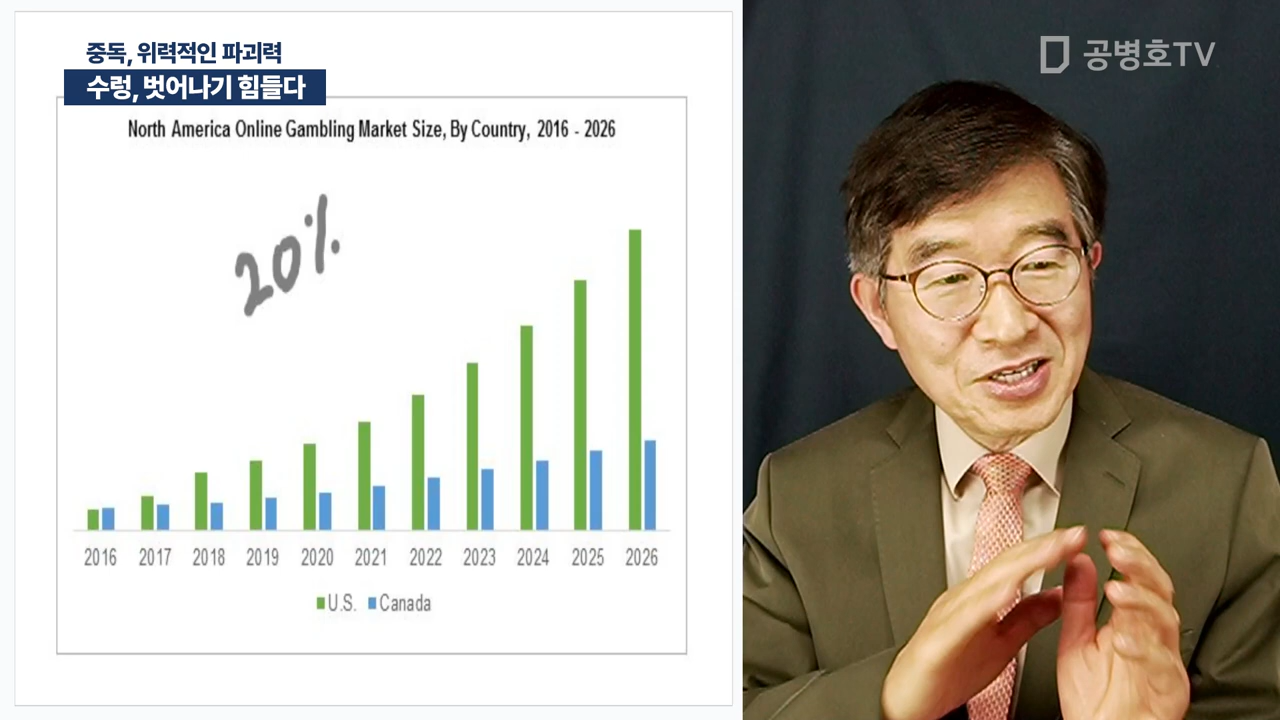 중독, 위력적인 파괴력
수렁, 벗어나기 힘들다
공병호TV
North America Online Gambling Market Size, By Country, 2016 - 2026
20%
2016 2017 2018 2019 2020 2021 2022 2023 2024 2025 2026
U.S. Canada